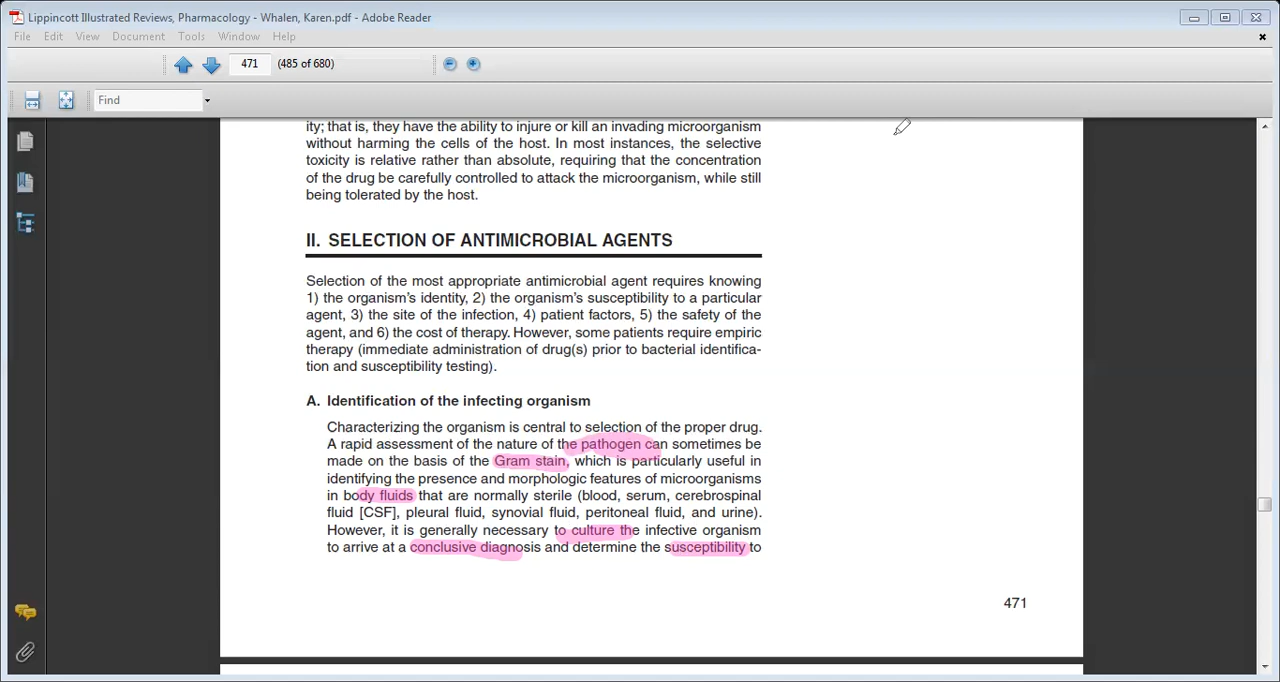 Lippincott Illustrated Reviews, Pharmacology - Whalen, Karen.pdf - Adobe Reader
File Edit View Document Tools Window Help
471 (485 of 680)
Find
ity; that is, they have the ability to injure or kill an invading microorganism
without harming the cells of the host. In most instances, the selective
toxicity is relative rather than absolute, requiring that the concentration
of the drug be carefully controlled to attack the microorganism, while still
being tolerated by the host.
II. SELECTION OF ANTIMICROBIAL AGENTS
Selection of the most appropriate antimicrobial agent requires knowing
1) the organism's identity, 2) the organism's susceptibility to a particular
agent, 3) the site of the infection, 4) patient factors, 5) the safety of the
agent, and 6) the cost of therapy. However, some patients require empiric
therapy (immediate administration of drug(s) prior to bacterial identifica-
tion and susceptibility testing).
A. Identification of the infecting organism
Characterizing the organism is central to selection of the proper drug.
A rapid assessment of the nature of the pathogen can sometimes be
made on the basis of the Gram stain, which is particularly useful in
identifying the presence and morphologic features of microorganisms
in body fluids that are normally sterile (blood, serum, cerebrospinal
fluid [CSF], pleural fluid, synovial fluid, peritoneal fluid, and urine).
However, it is generally necessary to culture the infective organism
to arrive at a conclusive diagnosis and determine the susceptibility to
471